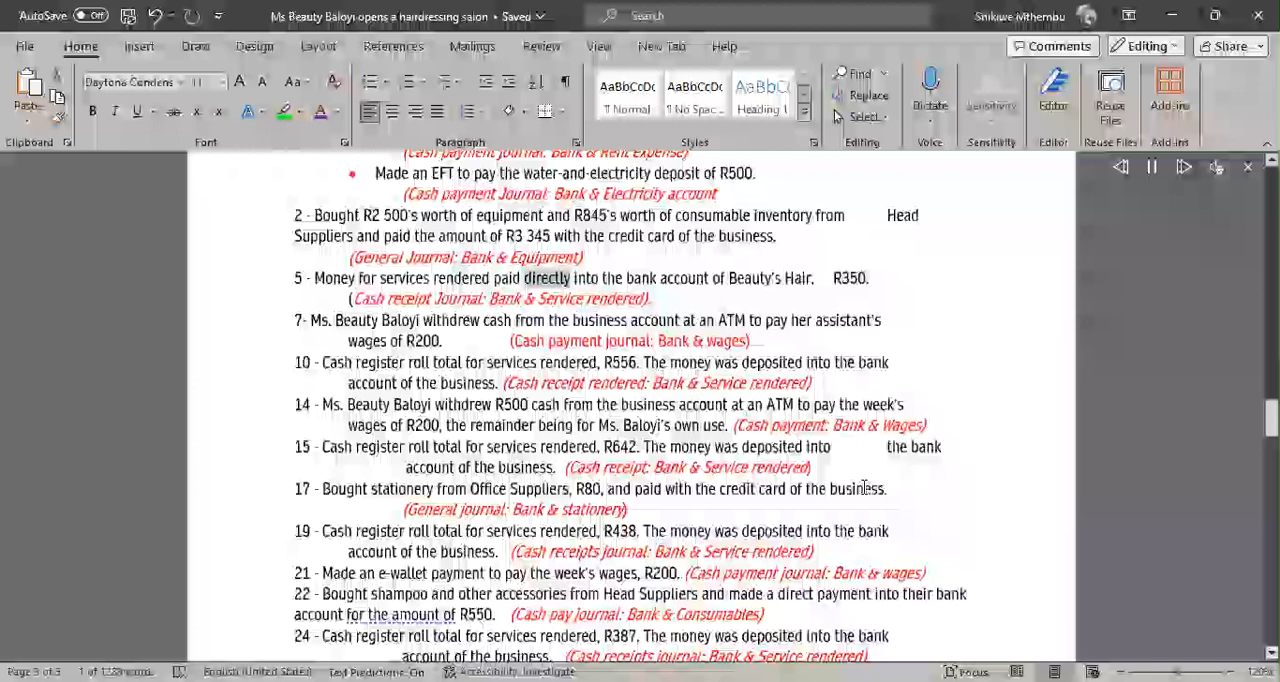 AutoSave Off Ms Beauty Baloyi opens a hairdressing salon • Saved Search Snikiwe Mthembu
File Home Insert Draw Design Layout References Mailings Review View New Tab Help Comments Editing Share
Paste Daytona Condens 11 A A Aa AaBbCcDc AaBbCcDc AaBbC Find Replace Select Dictate Sensitivity Editor Reuse Files Add-ins
B I U ab x x A A ¶ Normal ¶ No Spac... Heading 1
Clipboard Font Paragraph Styles Editing Voice Sensitivity Editor Reuse Files Add-ins
(Cash payment journal: Bank & Rent expense)
• Made an EFT to pay the water-and-electricity deposit of R500.
(Cash payment Journal: Bank & Electricity account
2 - Bought R2 500's worth of equipment and R845's worth of consumable inventory from Head
Suppliers and paid the amount of R3 345 with the credit card of the business.
(General Journal: Bank & Equipment)
5 - Money for services rendered paid directly into the bank account of Beauty's Hair. R350.
(Cash receipt Journal: Bank & Service rendered).
7- Ms. Beauty Baloyi withdrew cash from the business account at an ATM to pay her assistant's
wages of R200. (Cash payment journal: Bank & wages)
10 - Cash register roll total for services rendered, R556. The money was deposited into the bank
account of the business. (Cash receipt rendered: Bank & Service rendered)
14 - Ms. Beauty Baloyi withdrew R500 cash from the business account at an ATM to pay the week's
wages of R200, the remainder being for Ms. Baloyi's own use. (Cash payment: Bank & Wages)
15 - Cash register roll total for services rendered, R642. The money was deposited into the bank
account of the business. (Cash receipt: Bank & Service rendered)
17 - Bought stationery from Office Suppliers, R80, and paid with the credit card of the business.
(General journal: Bank & stationery)
19 - Cash register roll total for services rendered, R438. The money was deposited into the bank
account of the business. (Cash receipts journal: Bank & Service rendered)
21 - Made an e-wallet payment to pay the week's wages, R200. (Cash payment journal: Bank & wages)
22 - Bought shampoo and other accessories from Head Suppliers and made a direct payment into their bank
account for the amount of R550. (Cash pay journal: Bank & Consumables)
24 - Cash register roll total for services rendered, R387. The money was deposited into the bank
account of the business. (Cash receipts journal: Bank & Service rendered)
Page 3 of 3 English (United States) Text Predictions: On Accessibility: Investigate Focus 120%